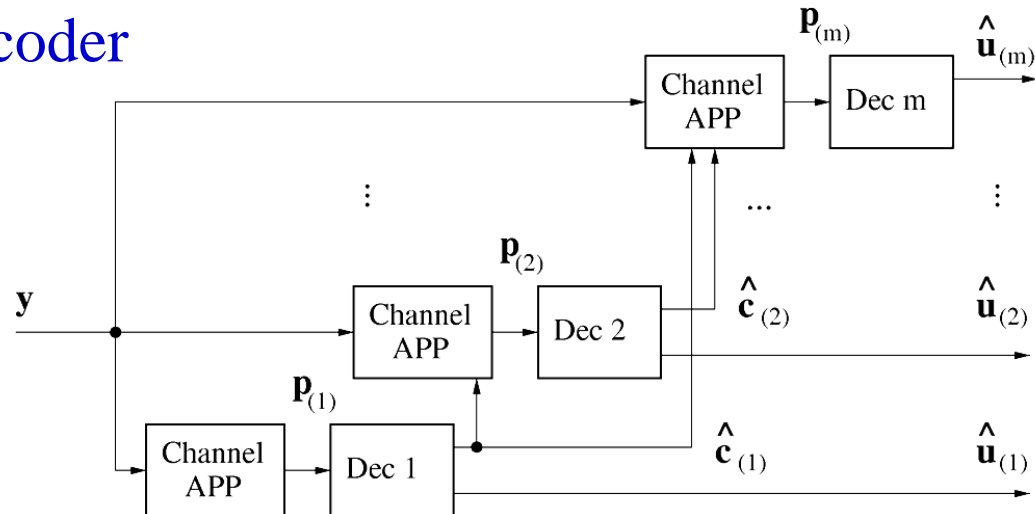 coder
p(m)
û(m)
Channel
APP
Dec m
⋮
...
⋮
p(2)
y
Channel
APP
Dec 2
ĉ(2)
û(2)
p(1)
Channel
APP
Dec 1
ĉ(1)
û(1)